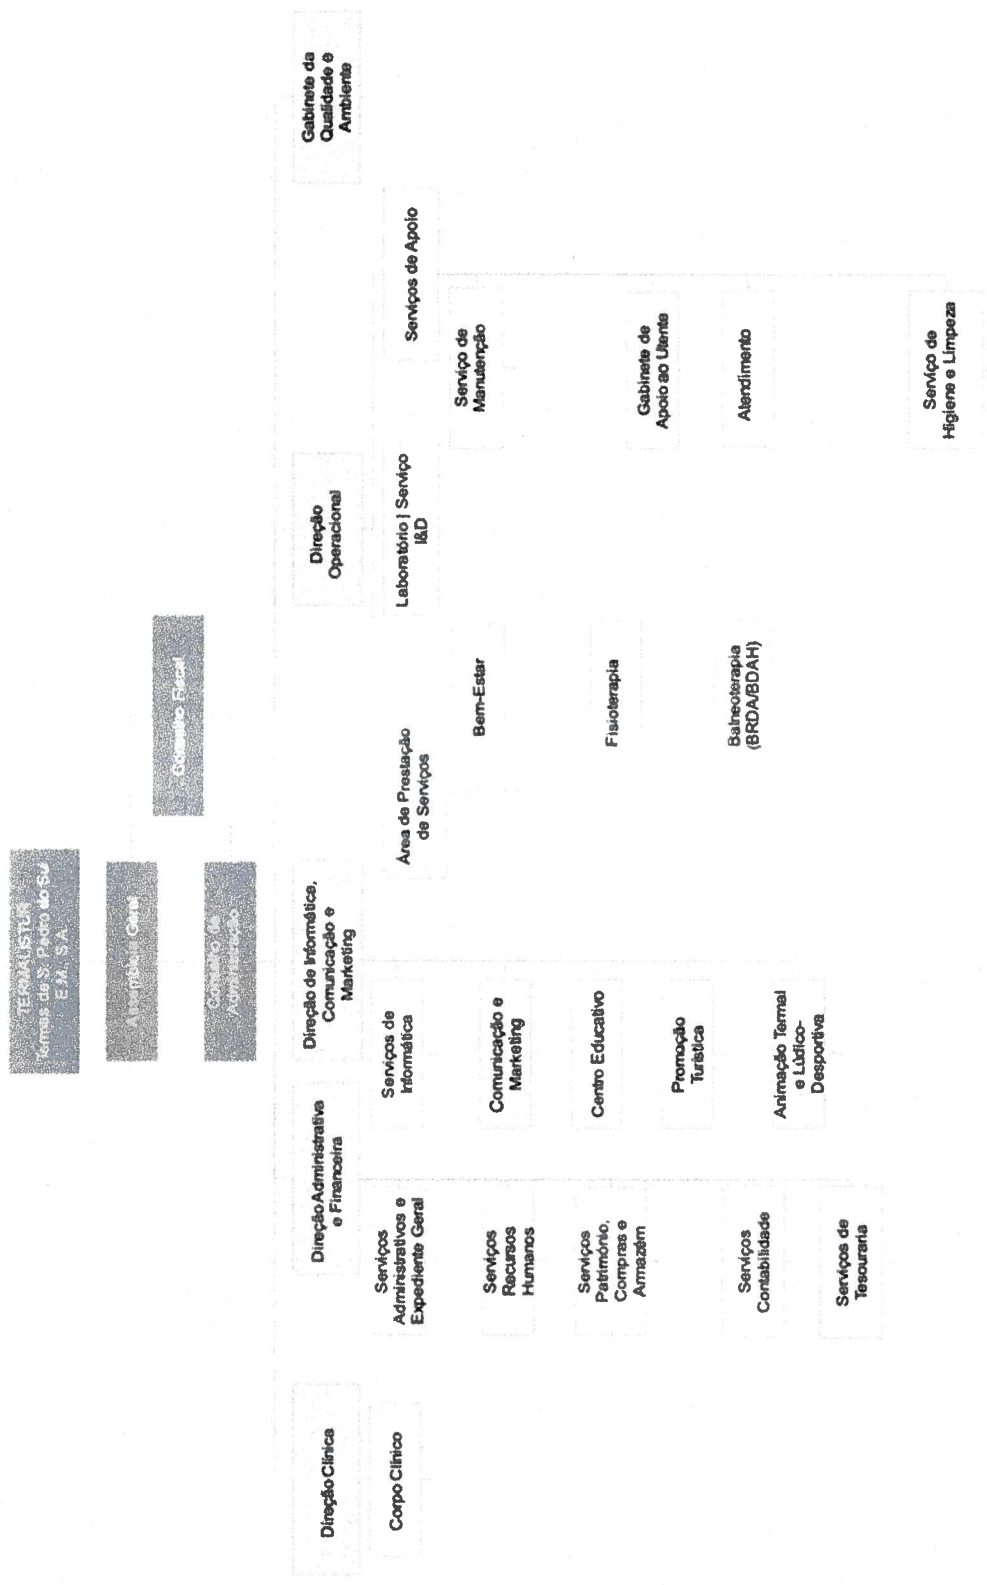 TERMALISTUR
Termas de S. Pedro do Sul
E.M., S.A.
Assembleia Geral
Conselho Fiscal
Conselho de
Administração
Direção Clínica
Corpo Clínico
Direção Administrativa
e Financeira
Serviços
Administrativos e
Expediente Geral
Serviços
Recursos
Humanos
Serviços
Património,
Compras e
Armazém
Serviços
Contabilidade
Serviços de
Tesouraria
Direção de Informática,
Comunicação e
Marketing
Serviços de
Informática
Comunicação e
Marketing
Centro Educativo
Promoção
Turística
Animação Termal
e Lúdico-
Desportiva
Direção
Operacional
Área de Prestação
de Serviços
Bem-Estar
Fisioterapia
Balneoterapia
(BRDA/BDAH)
Laboratório | Serviço
I&D
Serviços de Apoio
Serviço de
Manutenção
Gabinete de
Apoio ao Utente
Atendimento
Serviço de
Higiene e Limpeza
Gabinete da
Qualidade e
Ambiente